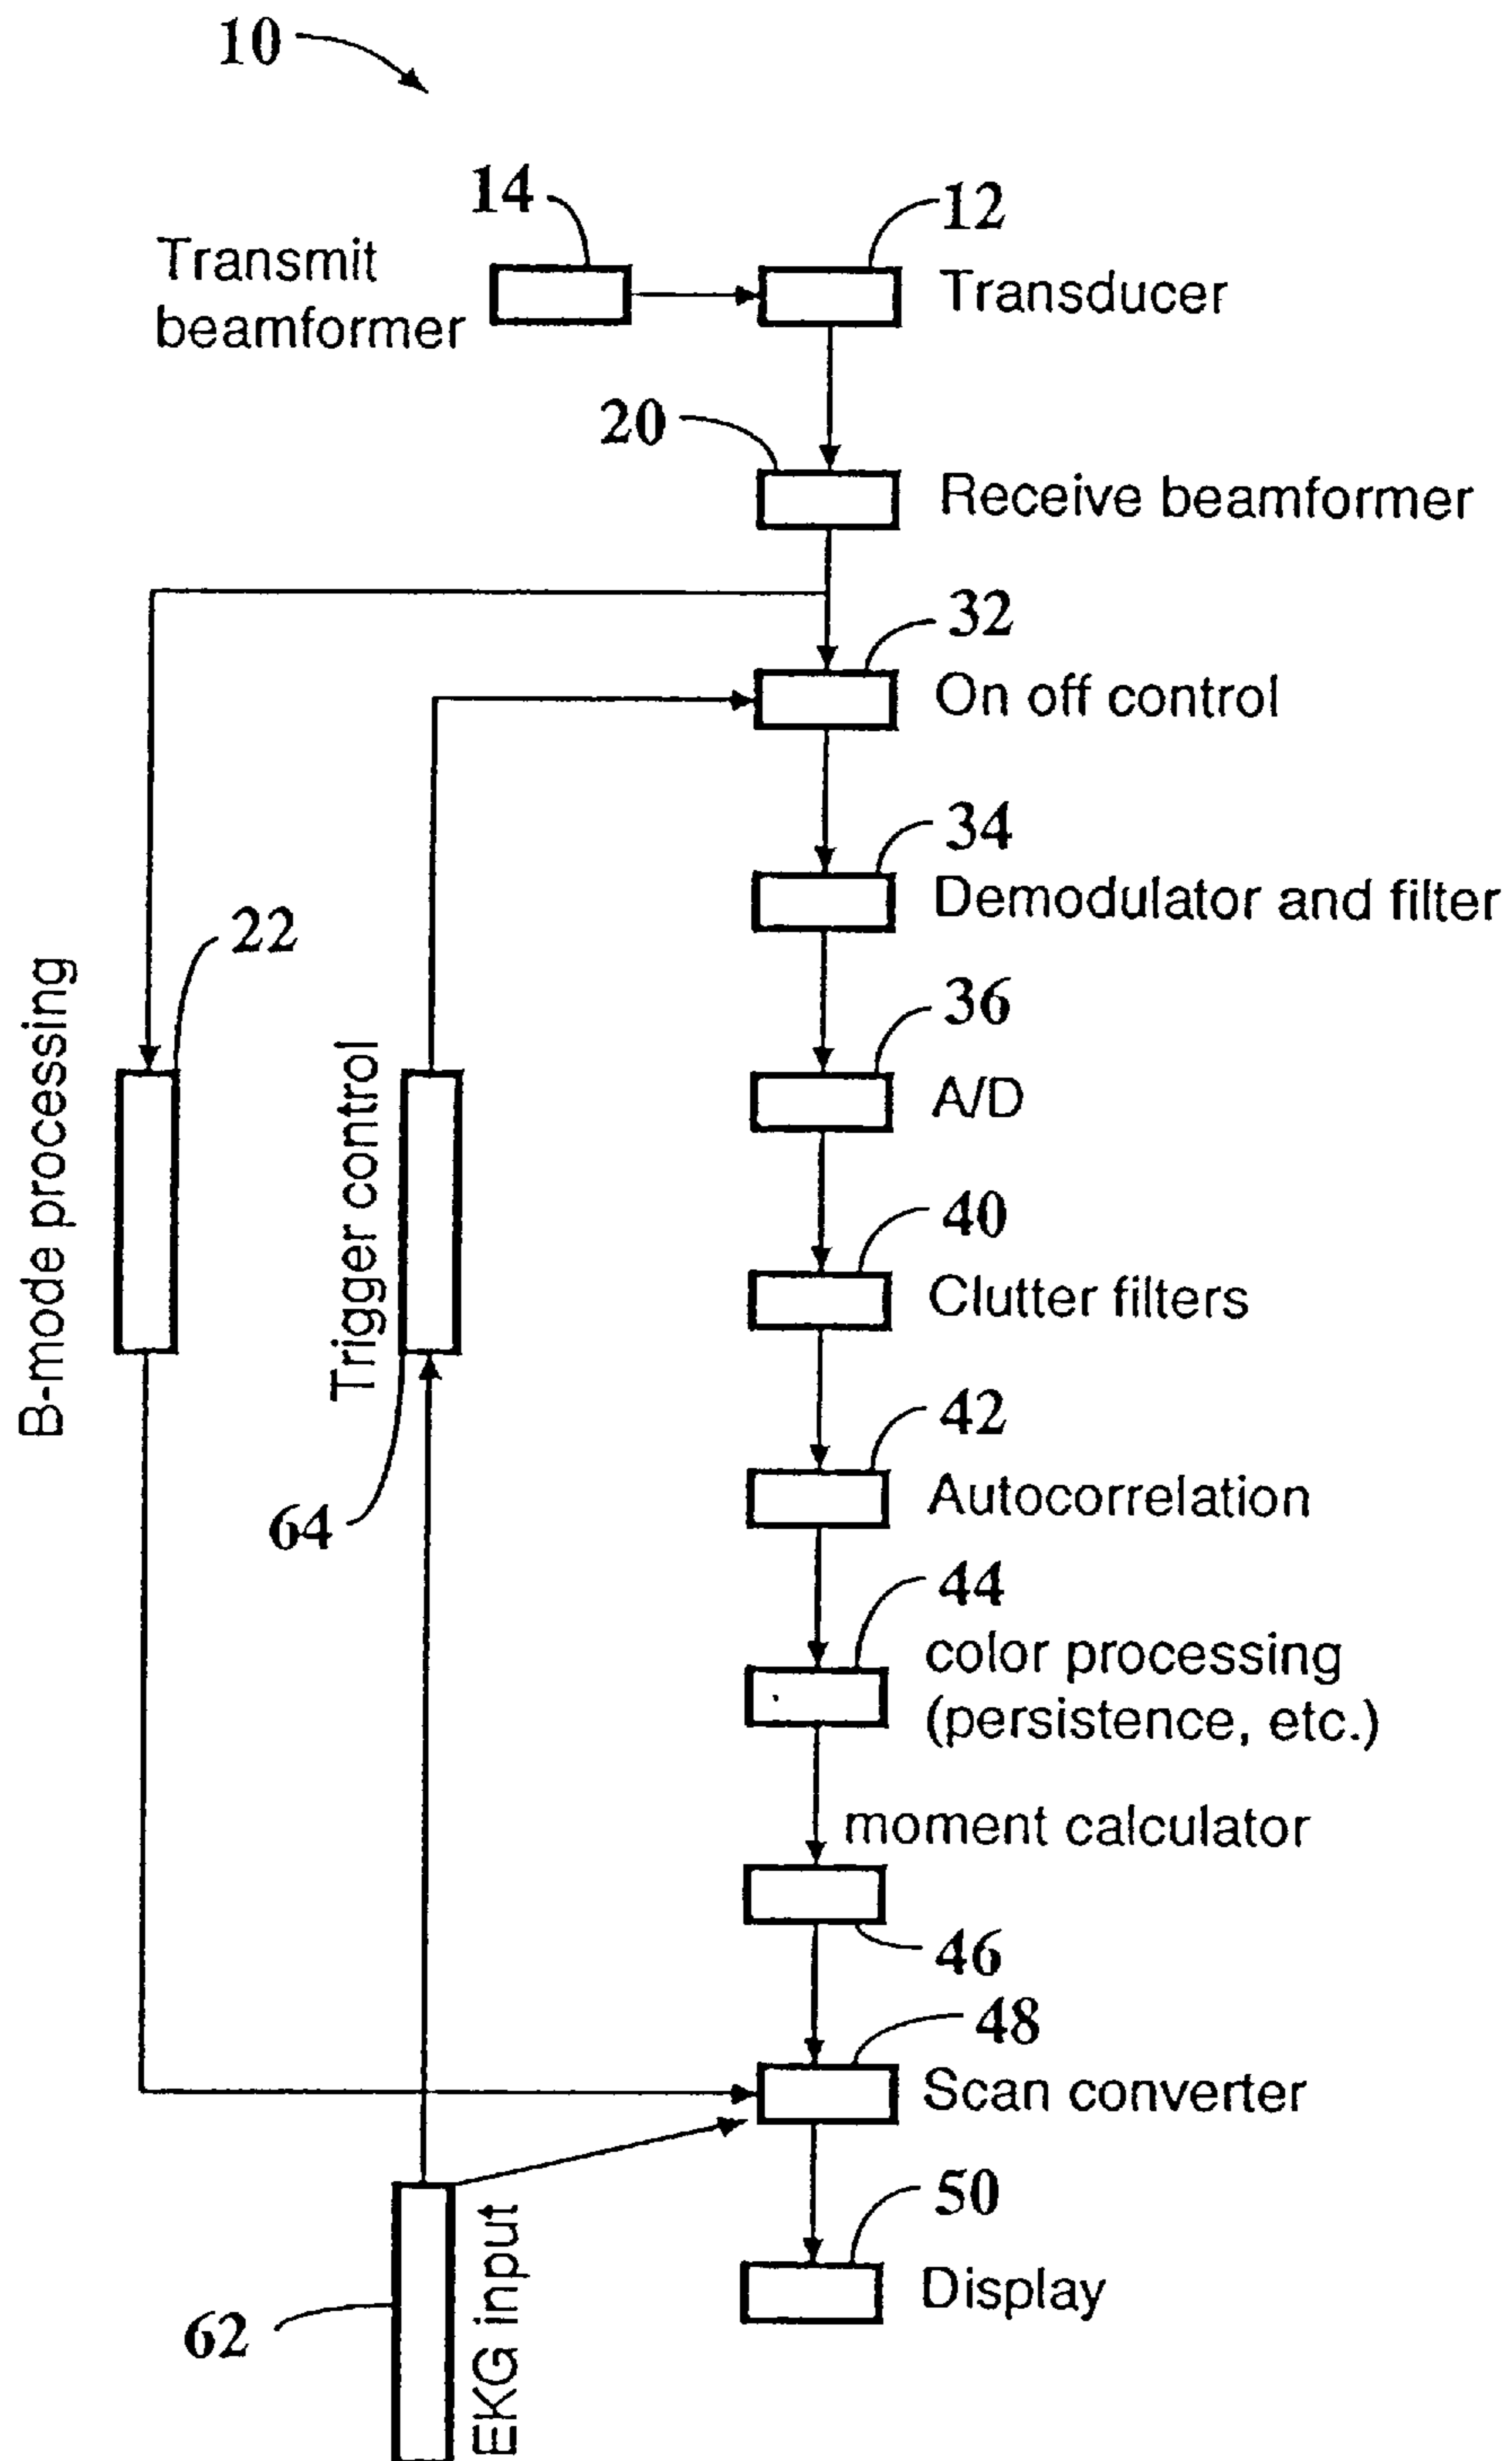 10
14
12
Transmit
beamformer
Transducer
20
Receive beamformer
32
On off control
34
Demodulator and filter
22
B-mode processing
Trigger control
36
A/D
40
Clutter filters
42
Autocorrelation
64
44
color processing
(persistence, etc.)
moment calculator
46
48
Scan converter
50
Display
62
EKG input